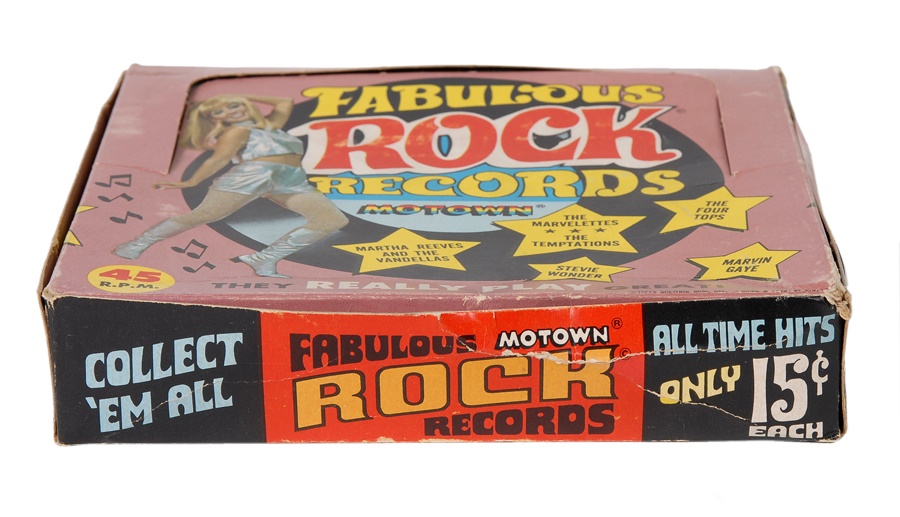 FABULOUS
ROCK®
RECORDS
MOTOWN®
THE
FOUR
TOPS
THE
MARVELETTES
★ ★ ★
THE
TEMPTATIONS
MARTHA REEVES
AND THE
VANDELLAS
STEVIE
WONDER
MARVIN
GAYE
45
R.P.M.
THEY REALLY PLAY GREAT!
COLLECT
'EM ALL
FABULOUS MOTOWN®
ROCK©
RECORDS
ALL TIME HITS
ONLY 15¢
EACH